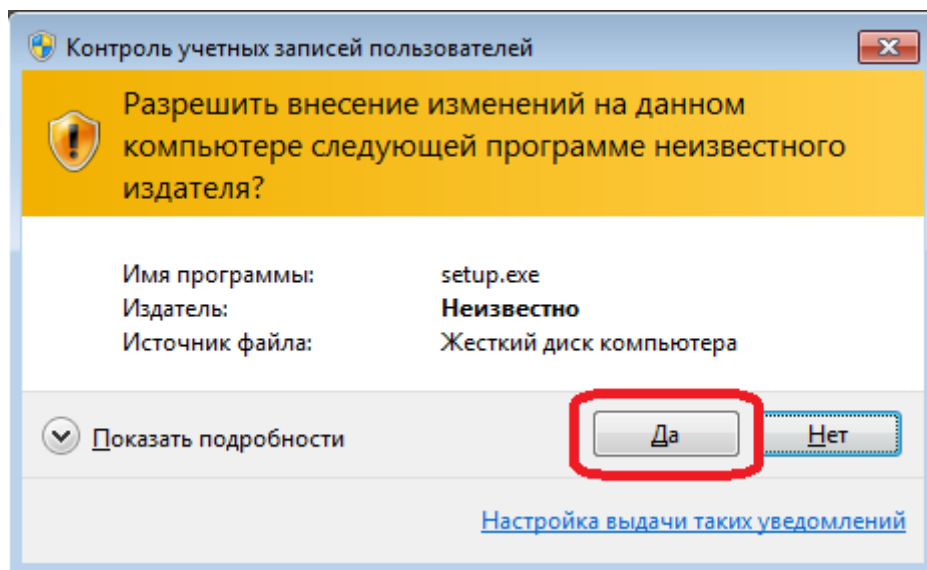 Контроль учетных записей пользователей
Разрешить внесение изменений на данном
компьютере следующей программе неизвестного
издателя?
Имя программы: setup.exe
Издатель: Неизвестно
Источник файла: Жесткий диск компьютера
Показать подробности Да Нет
Настройка выдачи таких уведомлений